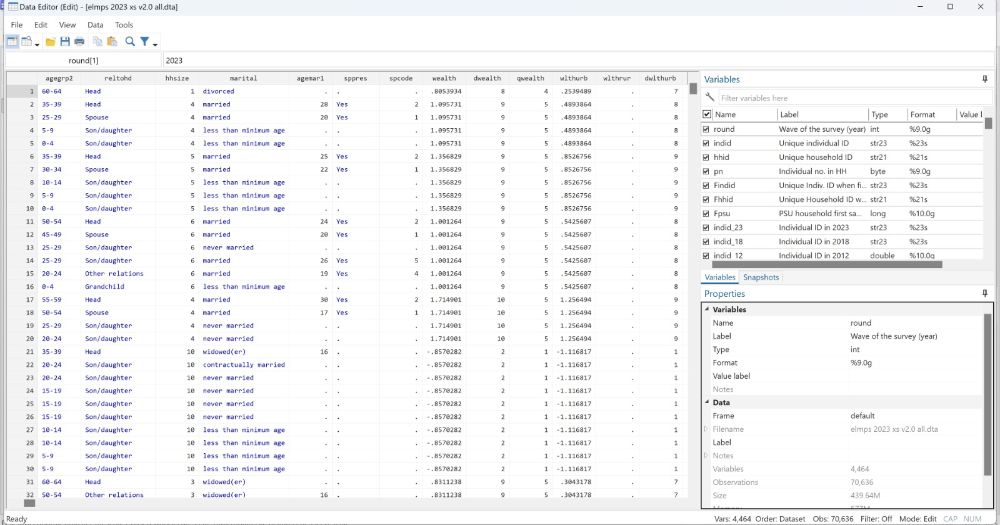 Data Editor (Edit) - [elmps 2023 xs v2.0 all.dta]
File Edit View Data Tools
round[1] 2023
agegrp2 reltohd hhsize marital agemar1 sppres spcode wealth dwealth qwealth wlthurb wlthrur dwlthurb
1 60-64 Head 1 divorced . . . .8053934 8 4 .2539489 . 7
2 35-39 Head 4 married 28 Yes 2 1.095731 9 5 .4893864 . 8
3 25-29 Spouse 4 married 20 Yes 1 1.095731 9 5 .4893864 . 8
4 5-9 Son/daughter 4 less than minimum age . . . 1.095731 9 5 .4893864 . 8
5 0-4 Son/daughter 4 less than minimum age . . . 1.095731 9 5 .4893864 . 8
6 35-39 Head 5 married 25 Yes 2 1.356829 9 5 .8526756 . 9
7 30-34 Spouse 5 married 22 Yes 1 1.356829 9 5 .8526756 . 9
8 10-14 Son/daughter 5 less than minimum age . . . 1.356829 9 5 .8526756 . 9
9 5-9 Son/daughter 5 less than minimum age . . . 1.356829 9 5 .8526756 . 9
10 0-4 Son/daughter 5 less than minimum age . . . 1.356829 9 5 .8526756 . 9
11 50-54 Head 6 married 24 Yes 2 1.001264 9 5 .5425607 . 8
12 45-49 Spouse 6 married 20 Yes 1 1.001264 9 5 .5425607 . 8
13 25-29 Son/daughter 6 never married . . . 1.001264 9 5 .5425607 . 8
14 25-29 Son/daughter 6 married 26 Yes 5 1.001264 9 5 .5425607 . 8
15 20-24 Other relations 6 married 19 Yes 4 1.001264 9 5 .5425607 . 8
16 0-4 Grandchild 6 less than minimum age . . . 1.001264 9 5 .5425607 . 8
17 55-59 Head 4 married 30 Yes 2 1.714901 10 5 1.256494 . 9
18 50-54 Spouse 4 married 17 Yes 1 1.714901 10 5 1.256494 . 9
19 25-29 Son/daughter 4 never married . . . 1.714901 10 5 1.256494 . 9
20 20-24 Son/daughter 4 never married . . . 1.714901 10 5 1.256494 . 9
21 35-39 Head 10 widowed(er) 16 . . -.8570282 2 1 -1.116817 . 1
22 20-24 Son/daughter 10 contractually married . . . -.8570282 2 1 -1.116817 . 1
23 20-24 Son/daughter 10 never married . . . -.8570282 2 1 -1.116817 . 1
24 15-19 Son/daughter 10 never married . . . -.8570282 2 1 -1.116817 . 1
25 15-19 Son/daughter 10 never married . . . -.8570282 2 1 -1.116817 . 1
26 15-19 Son/daughter 10 never married . . . -.8570282 2 1 -1.116817 . 1
27 10-14 Son/daughter 10 less than minimum age . . . -.8570282 2 1 -1.116817 . 1
28 10-14 Son/daughter 10 less than minimum age . . . -.8570282 2 1 -1.116817 . 1
29 5-9 Son/daughter 10 less than minimum age . . . -.8570282 2 1 -1.116817 . 1
30 5-9 Son/daughter 10 less than minimum age . . . -.8570282 2 1 -1.116817 . 1
31 60-64 Head 3 widowed(er) . . . .8311238 9 5 .3043178 . 7
32 50-54 Other relations 3 widowed(er) 16 . . .8311238 9 5 .3043178 . 7
Variables
Filter variables here
Name Label Type Format Value l
round Wave of the survey (year) int %9.0g
indid Unique individual ID str23 %23s
hhid Unique household ID str21 %21s
pn Individual no. in HH byte %9.0g
Findid Unique Indiv. ID when fi... str23 %23s
Fhhid Unique Household ID w... str21 %21s
Fpsu PSU household first sa... long %10.0g
indid_23 Individual ID in 2023 str23 %23s
indid_18 Individual ID in 2018 str23 %23s
indid_12 Individual ID in 2012 double %10.0g
Variables Snapshots
Properties
Variables
Name round
Label Wave of the survey (year)
Type int
Format %9.0g
Value label
Notes
Data
Frame default
Filename elmps 2023 xs v2.0 all.dta
Label
Notes
Variables 4,464
Observations 70,636
Size 439.64M
Memory 577M
Ready Vars: 4,464 Order: Dataset Obs: 70,636 Filter: Off Mode: Edit CAP NUM